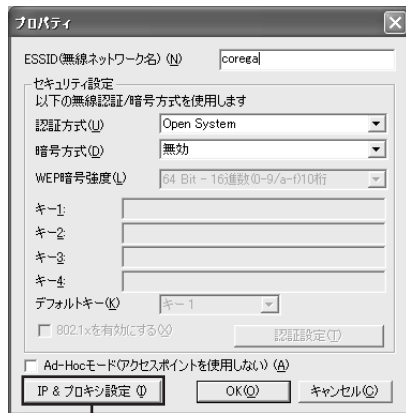 プロパティ
ESSID(無線ネットワーク名) (N) corega
セキュリティ設定
以下の無線認証/暗号方式を使用します
認証方式(U) Open System
暗号方式(D) 無効
WEP暗号強度(L) 64 Bit - 16進数(0-9/a-f)10桁
キー1:
キー2:
キー3:
キー4:
デフォルトキー(K) キー 1
802.1xを有効にする(X) 認証設定(T)
Ad-Hocモード(アクセスポイントを使用しない) (A)
IP & プロキシ設定 (I) OK(O) キャンセル(C)